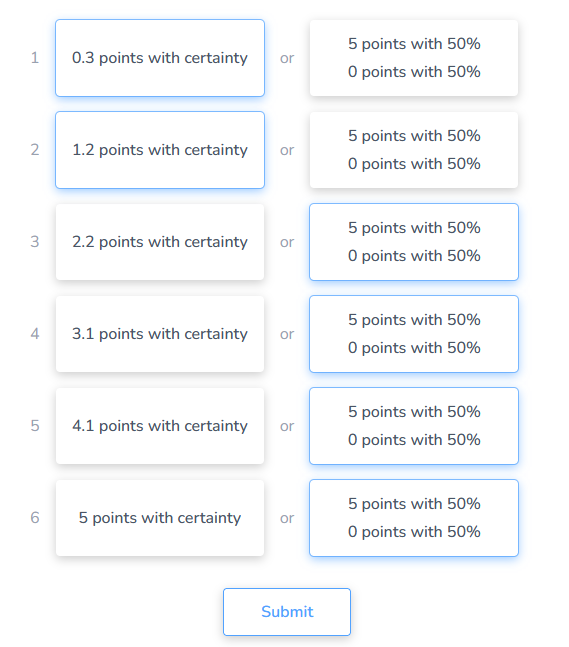 1 0.3 points with certainty or 5 points with 50%
0 points with 50%
2 1.2 points with certainty or 5 points with 50%
0 points with 50%
3 2.2 points with certainty or 5 points with 50%
0 points with 50%
4 3.1 points with certainty or 5 points with 50%
0 points with 50%
5 4.1 points with certainty or 5 points with 50%
0 points with 50%
6 5 points with certainty or 5 points with 50%
0 points with 50%
Submit